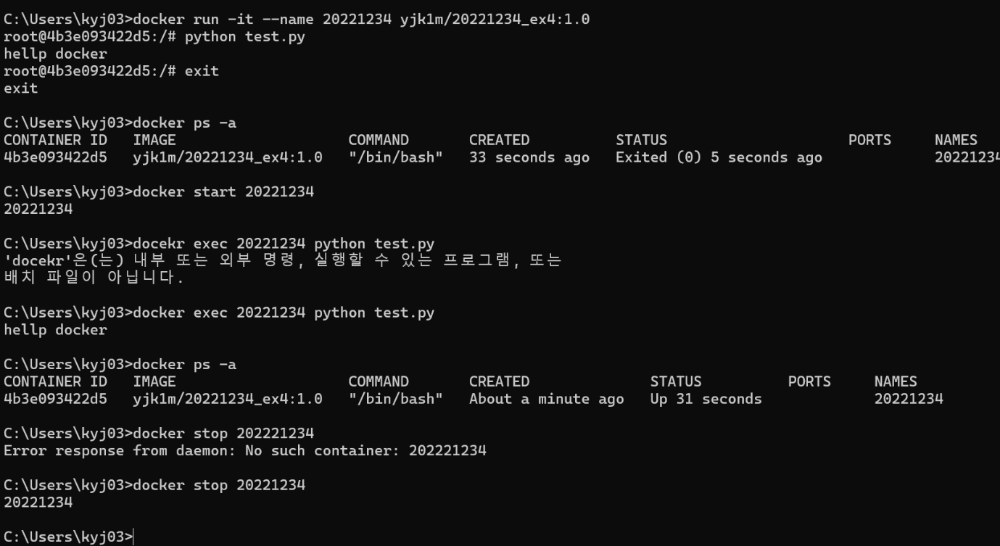 C:\Users\kyj03>docker run -it --name 20221234 yjk1m/20221234_ex4:1.0
root@4b3e093422d5:/# python test.py
hellp docker
root@4b3e093422d5:/# exit
exit
C:\Users\kyj03>docker ps -a
CONTAINER ID   IMAGE                    COMMAND       CREATED          STATUS                     PORTS     NAMES
4b3e093422d5   yjk1m/20221234_ex4:1.0   "/bin/bash"   33 seconds ago   Exited (0) 5 seconds ago             20221234
C:\Users\kyj03>docker start 20221234
20221234
C:\Users\kyj03>docekr exec 20221234 python test.py
'docekr'은(는) 내부 또는 외부 명령, 실행할 수 있는 프로그램, 또는
배치 파일이 아닙니다.
C:\Users\kyj03>docker exec 20221234 python test.py
hellp docker
C:\Users\kyj03>docker ps -a
CONTAINER ID   IMAGE                    COMMAND       CREATED              STATUS          PORTS     NAMES
4b3e093422d5   yjk1m/20221234_ex4:1.0   "/bin/bash"   About a minute ago   Up 31 seconds             20221234
C:\Users\kyj03>docker stop 202221234
Error response from daemon: No such container: 202221234
C:\Users\kyj03>docker stop 20221234
20221234
C:\Users\kyj03>